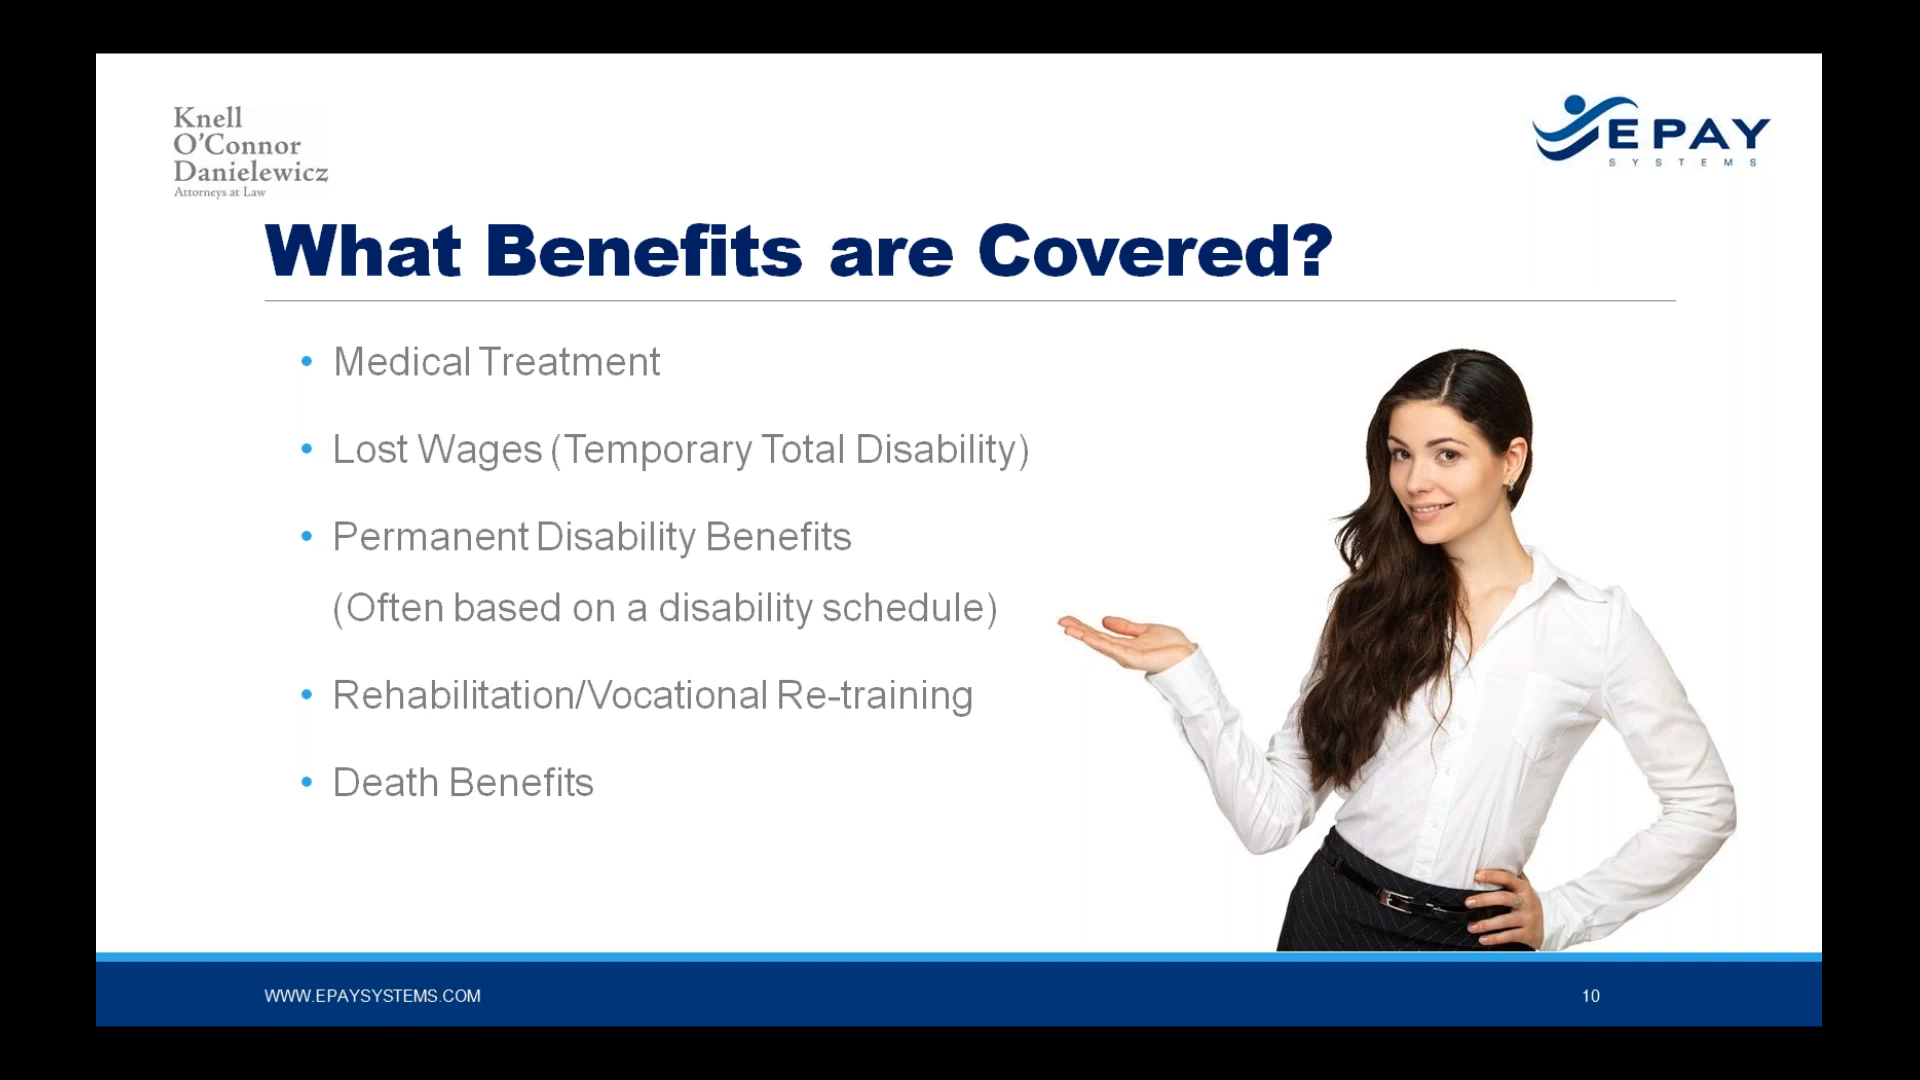 Knell
O'Connor
Danielewicz
Attorneys at Law
EPAY
SYSTEMS
What Benefits are Covered?
• Medical Treatment
• Lost Wages (Temporary Total Disability)
• Permanent Disability Benefits
(Often based on a disability schedule)
• Rehabilitation/Vocational Re-training
• Death Benefits
WWW.EPAYSYSTEMS.COM
10